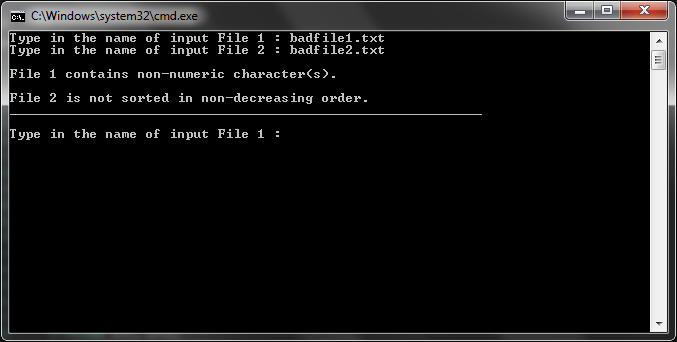 C:\Windows\system32\cmd.exe
Type in the name of input File 1 : badfile1.txt
Type in the name of input File 2 : badfile2.txt
File 1 contains non-numeric character(s).
File 2 is not sorted in non-decreasing order.
Type in the name of input File 1 :